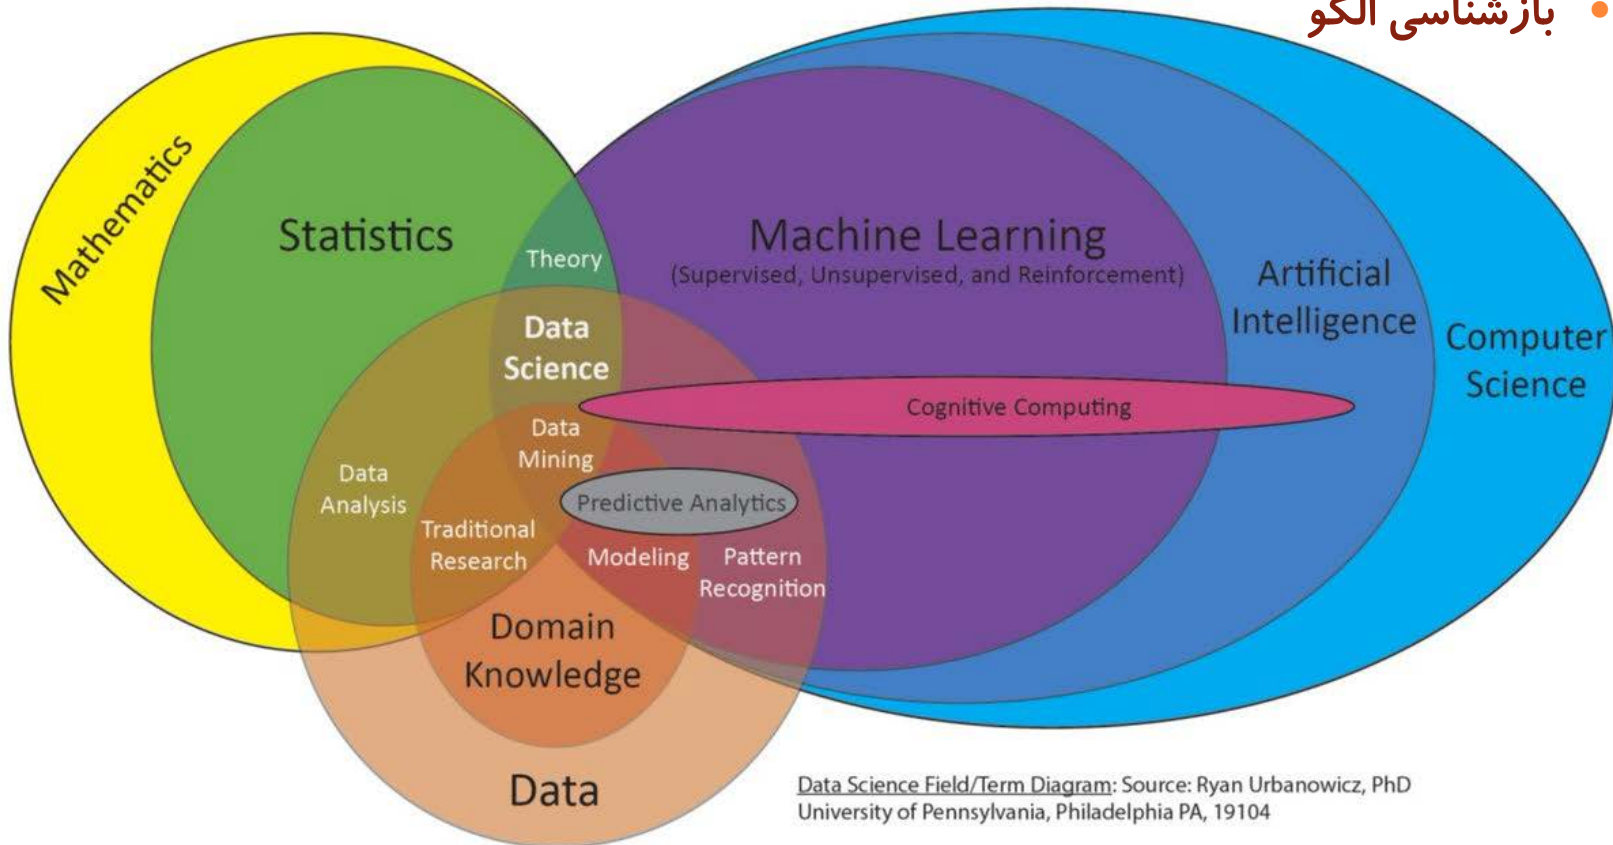 • بازشناسی الگو
Mathematics
Statistics
Theory
Machine Learning
(Supervised, Unsupervised, and Reinforcement)
Artificial
Intelligence
Computer
Science
Data
Science
Cognitive Computing
Data
Mining
Data
Analysis
Predictive Analytics
Traditional
Research
Modeling
Pattern
Recognition
Domain
Knowledge
Data
Data Science Field/Term Diagram: Source: Ryan Urbanowicz, PhD
University of Pennsylvania, Philadelphia PA, 19104